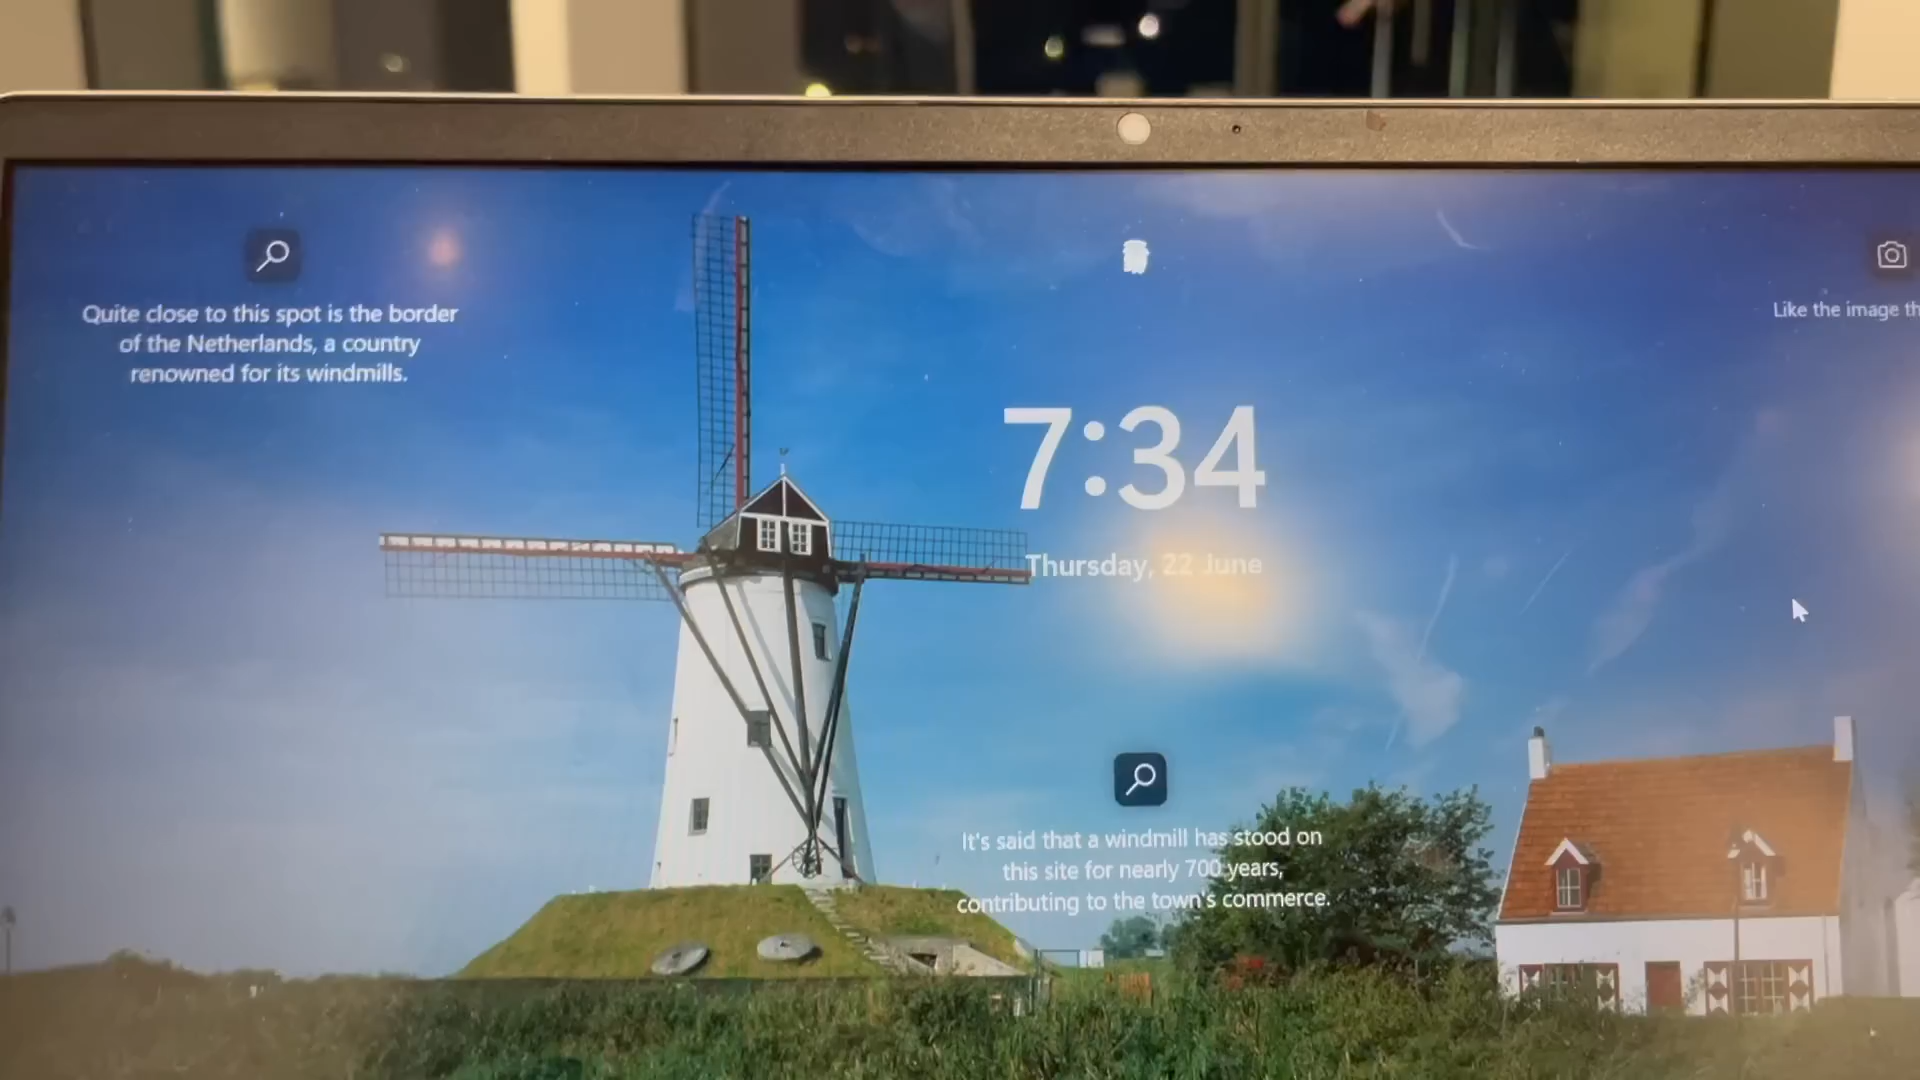 Quite close to this spot is the border
of the Netherlands, a country
renowned for its windmills.
Like the image th
7:34
Thursday, 22 June
It's said that a windmill has stood on
this site for nearly 700 years,
contributing to the town's commerce.